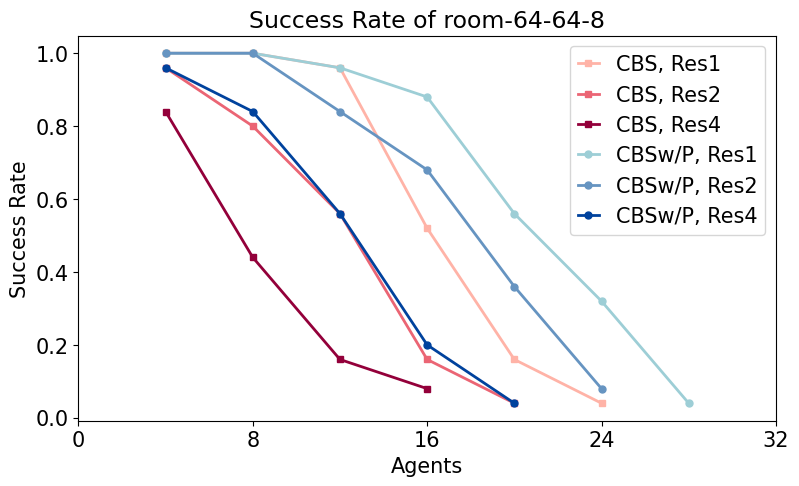 Success Rate of room-64-64-8
Success Rate
1.0
0.8
0.6
0.4
0.2
0.0
0 8 16 24 32
Agents
CBS, Res1
CBS, Res2
CBS, Res4
CBSw/P, Res1
CBSw/P, Res2
CBSw/P, Res4